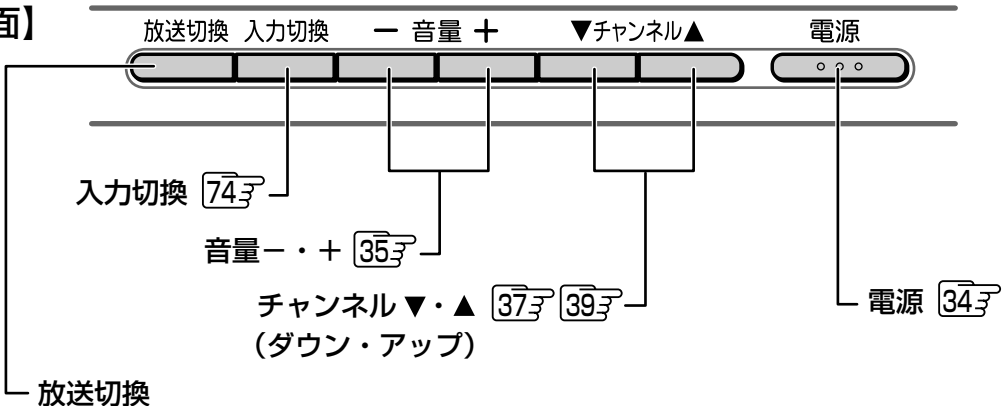 面】
放送切換 入力切換 － 音量 ＋ ▼チャンネル▲ 電源
入力切換 74
音量－・＋ 35
チャンネル ▼・▲ 37 39
（ダウン・アップ）
電源 34
放送切換